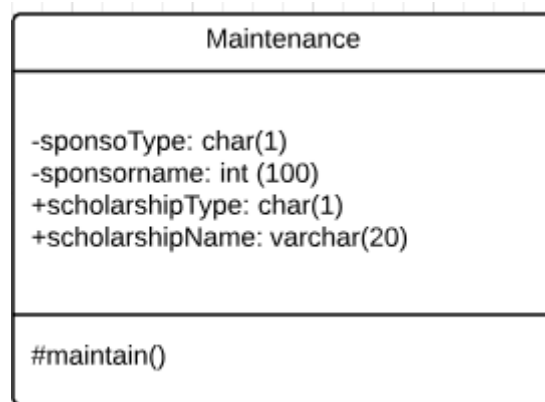 Maintenance
-sponsoType: char(1)
-sponsorname: int (100)
+scholarshipType: char(1)
+scholarshipName: varchar(20)
#maintain()